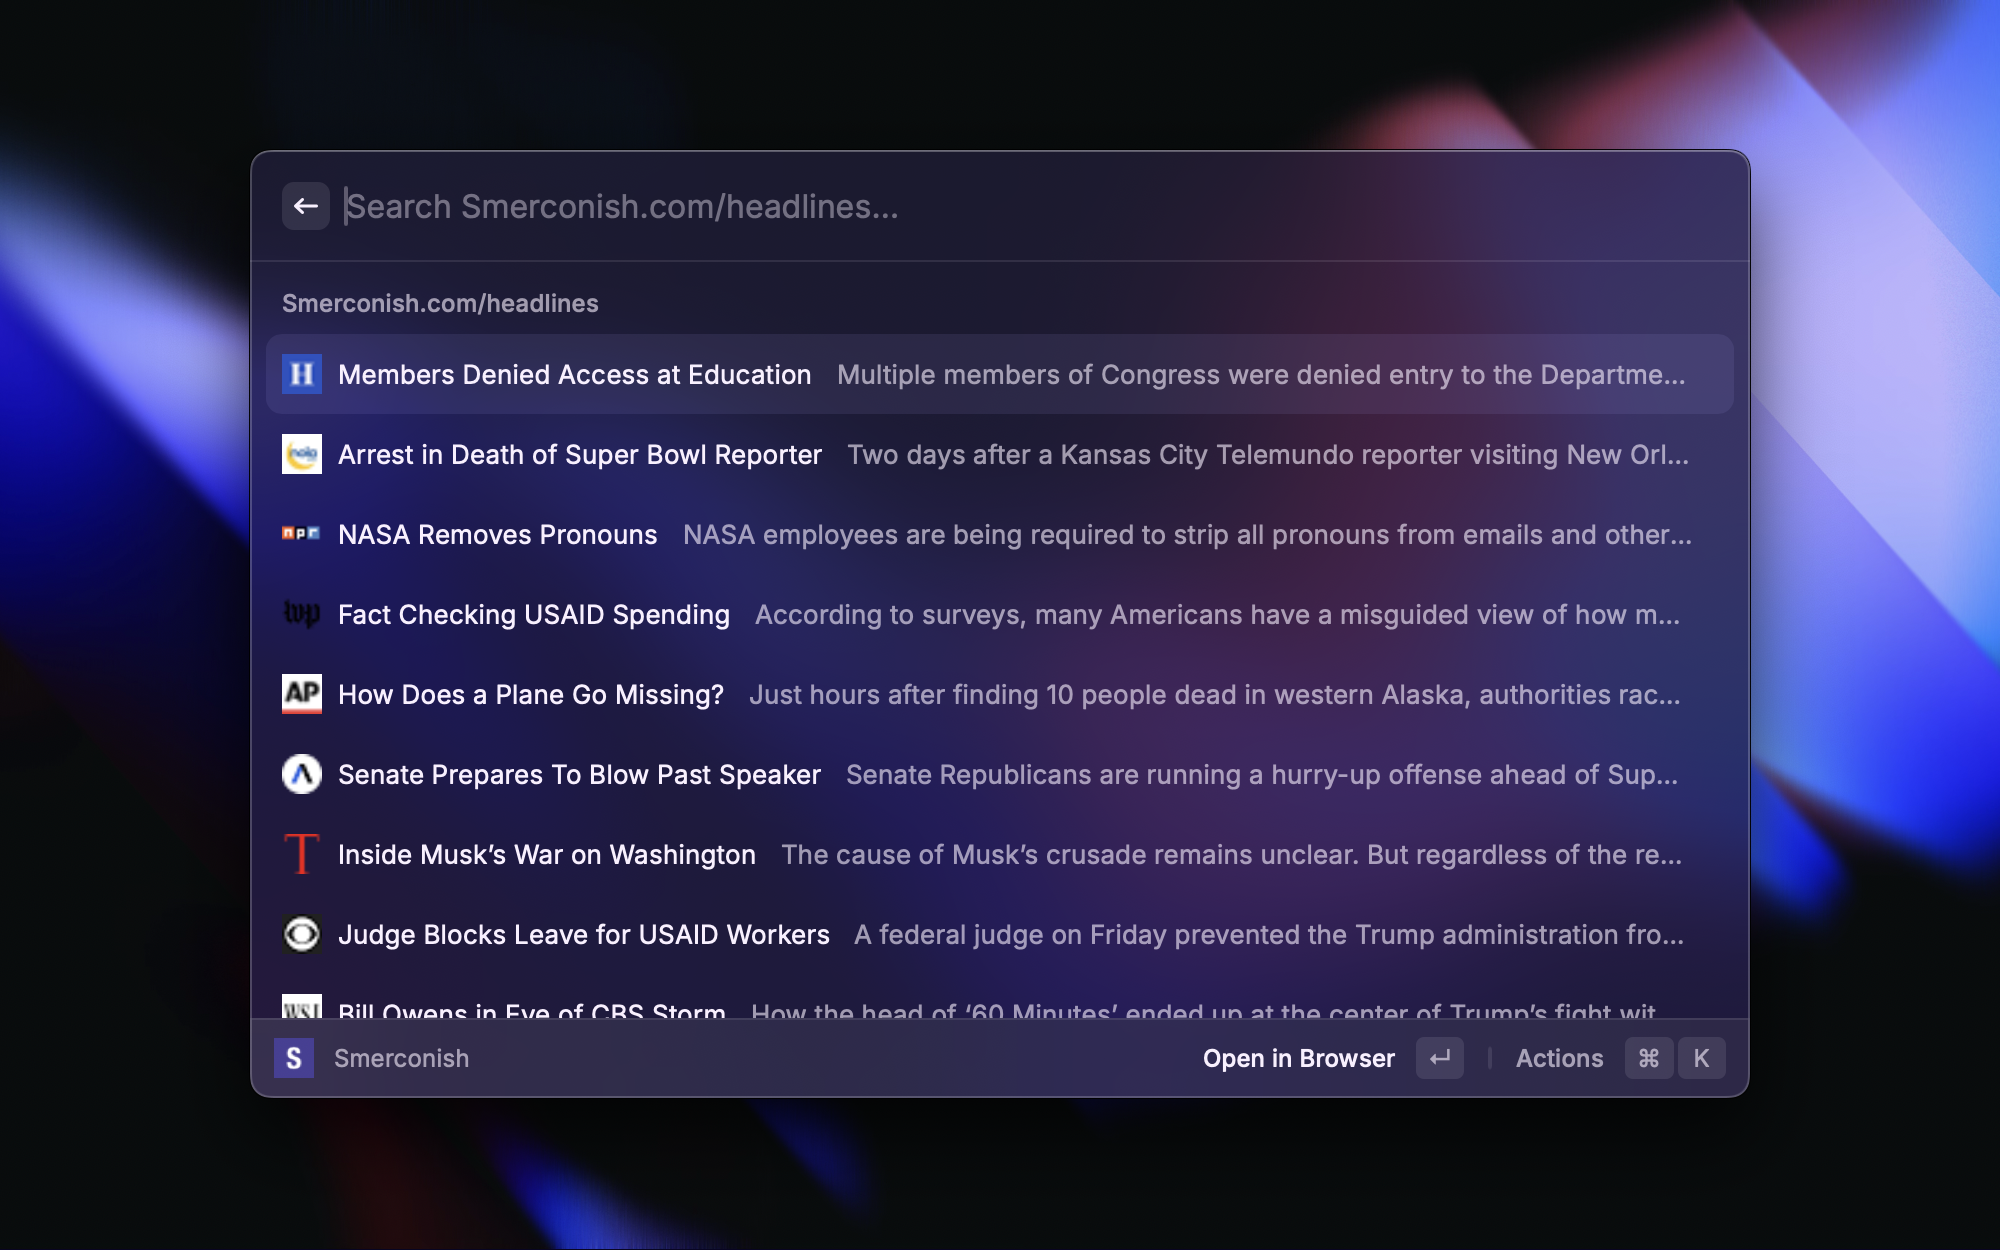 Search Smerconish.com/headlines...
Smerconish.com/headlines
H Members Denied Access at Education Multiple members of Congress were denied entry to the Departme...
nola Arrest in Death of Super Bowl Reporter Two days after a Kansas City Telemundo reporter visiting New Orl...
npr NASA Removes Pronouns NASA employees are being required to strip all pronouns from emails and other...
wp Fact Checking USAID Spending According to surveys, many Americans have a misguided view of how m...
AP How Does a Plane Go Missing? Just hours after finding 10 people dead in western Alaska, authorities rac...
Senate Prepares To Blow Past Speaker Senate Republicans are running a hurry-up offense ahead of Sup...
T Inside Musk’s War on Washington The cause of Musk’s crusade remains unclear. But regardless of the re...
Judge Blocks Leave for USAID Workers A federal judge on Friday prevented the Trump administration fro...
WSJ Bill Owens in Eye of CBS Storm How the head of ‘60 Minutes’ ended up at the center of Trump’s fight wit...
S Smerconish Open in Browser ↵ Actions ⌘ K